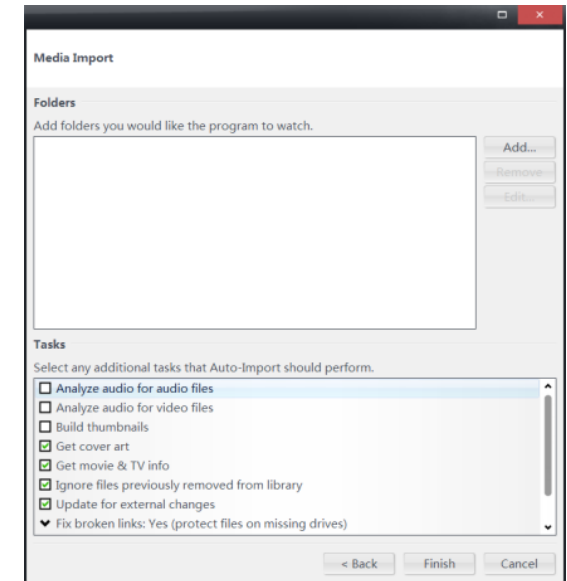 Media Import
Folders
Add folders you would like the program to watch.
Add...
Remove
Edit...
Tasks
Select any additional tasks that Auto-Import should perform.
Analyze audio for audio files
Analyze audio for video files
Build thumbnails
Get cover art
Get movie & TV info
Ignore files previously removed from library
Update for external changes
Fix broken links: Yes (protect files on missing drives)
< Back Finish Cancel